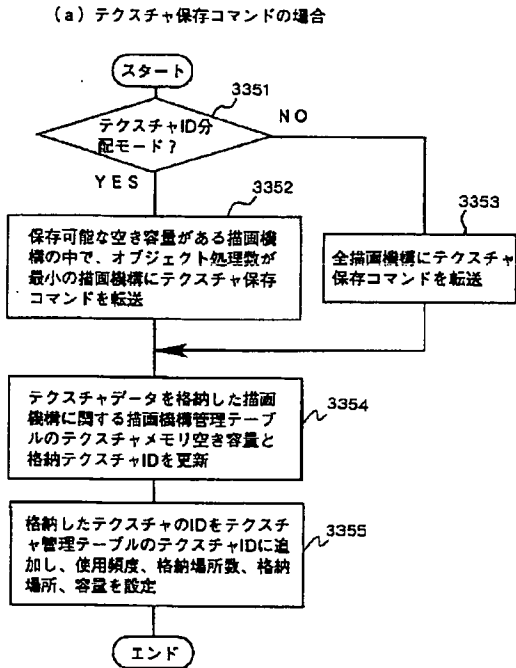 (a) テクスチャ保存コマンドの場合
スタート
3351
テクスチャID分
配モード？
NO
YES
3352
保存可能な空き容量がある描画機
構の中で、オブジェクト処理数が
最小の描画機構にテクスチャ保存
コマンドを転送
3353
全描画機構にテクスチャ
保存コマンドを転送
テクスチャデータを格納した描画
機構に関する描画機構管理テーブ
ルのテクスチャメモリ空き容量と
格納テクスチャIDを更新
3354
格納したテクスチャのIDをテクスチ
ャ管理テーブルのテクスチャIDに追
加し、使用頻度、格納場所数、格納
場所、容量を設定
3355
エンド